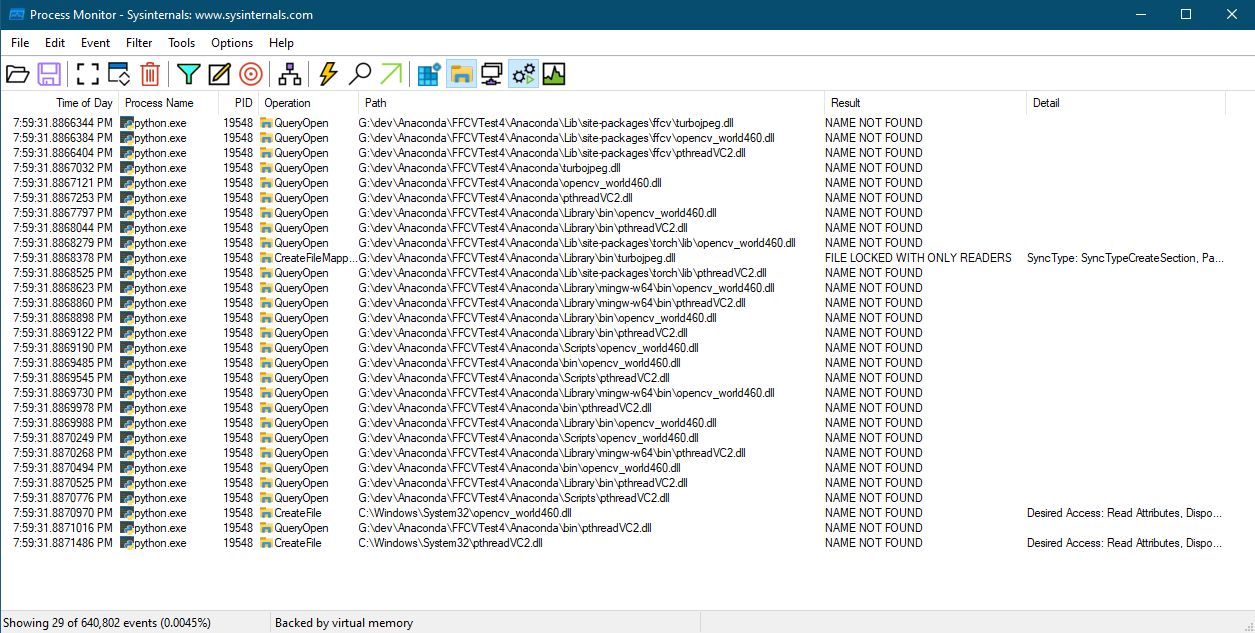 Process Monitor - Sysinternals: www.sysinternals.com
File Edit Event Filter Tools Options Help
Time of Day Process Name PID Operation Path Result Detail
7:59:31.8866344 PM python.exe 19548 QueryOpen G:\dev\Anaconda\FFCVTest4\Anaconda\Lib\site-packages\ffcv\turbojpeg.dll NAME NOT FOUND
7:59:31.8866384 PM python.exe 19548 QueryOpen G:\dev\Anaconda\FFCVTest4\Anaconda\Lib\site-packages\ffcv\opencv_world460.dll NAME NOT FOUND
7:59:31.8866404 PM python.exe 19548 QueryOpen G:\dev\Anaconda\FFCVTest4\Anaconda\Lib\site-packages\ffcv\pthreadVC2.dll NAME NOT FOUND
7:59:31.8867032 PM python.exe 19548 QueryOpen G:\dev\Anaconda\FFCVTest4\Anaconda\turbojpeg.dll NAME NOT FOUND
7:59:31.8867121 PM python.exe 19548 QueryOpen G:\dev\Anaconda\FFCVTest4\Anaconda\opencv_world460.dll NAME NOT FOUND
7:59:31.8867253 PM python.exe 19548 QueryOpen G:\dev\Anaconda\FFCVTest4\Anaconda\pthreadVC2.dll NAME NOT FOUND
7:59:31.8867797 PM python.exe 19548 QueryOpen G:\dev\Anaconda\FFCVTest4\Anaconda\Library\bin\opencv_world460.dll NAME NOT FOUND
7:59:31.8868044 PM python.exe 19548 QueryOpen G:\dev\Anaconda\FFCVTest4\Anaconda\Library\bin\pthreadVC2.dll NAME NOT FOUND
7:59:31.8868279 PM python.exe 19548 QueryOpen G:\dev\Anaconda\FFCVTest4\Anaconda\Lib\site-packages\torch\lib\opencv_world460.dll NAME NOT FOUND
7:59:31.8868378 PM python.exe 19548 CreateFileMapp... G:\dev\Anaconda\FFCVTest4\Anaconda\Library\bin\turbojpeg.dll FILE LOCKED WITH ONLY READERS SyncType: SyncTypeCreateSection, Pa...
7:59:31.8868525 PM python.exe 19548 QueryOpen G:\dev\Anaconda\FFCVTest4\Anaconda\Lib\site-packages\torch\lib\pthreadVC2.dll NAME NOT FOUND
7:59:31.8868623 PM python.exe 19548 QueryOpen G:\dev\Anaconda\FFCVTest4\Anaconda\Library\mingw-w64\bin\opencv_world460.dll NAME NOT FOUND
7:59:31.8868860 PM python.exe 19548 QueryOpen G:\dev\Anaconda\FFCVTest4\Anaconda\Library\mingw-w64\bin\pthreadVC2.dll NAME NOT FOUND
7:59:31.8868898 PM python.exe 19548 QueryOpen G:\dev\Anaconda\FFCVTest4\Anaconda\Library\bin\opencv_world460.dll NAME NOT FOUND
7:59:31.8869122 PM python.exe 19548 QueryOpen G:\dev\Anaconda\FFCVTest4\Anaconda\Library\bin\pthreadVC2.dll NAME NOT FOUND
7:59:31.8869190 PM python.exe 19548 QueryOpen G:\dev\Anaconda\FFCVTest4\Anaconda\Scripts\opencv_world460.dll NAME NOT FOUND
7:59:31.8869485 PM python.exe 19548 QueryOpen G:\dev\Anaconda\FFCVTest4\Anaconda\bin\opencv_world460.dll NAME NOT FOUND
7:59:31.8869545 PM python.exe 19548 QueryOpen G:\dev\Anaconda\FFCVTest4\Anaconda\Scripts\pthreadVC2.dll NAME NOT FOUND
7:59:31.8869730 PM python.exe 19548 QueryOpen G:\dev\Anaconda\FFCVTest4\Anaconda\Library\mingw-w64\bin\opencv_world460.dll NAME NOT FOUND
7:59:31.8869978 PM python.exe 19548 QueryOpen G:\dev\Anaconda\FFCVTest4\Anaconda\bin\pthreadVC2.dll NAME NOT FOUND
7:59:31.8869988 PM python.exe 19548 QueryOpen G:\dev\Anaconda\FFCVTest4\Anaconda\Library\bin\opencv_world460.dll NAME NOT FOUND
7:59:31.8870249 PM python.exe 19548 QueryOpen G:\dev\Anaconda\FFCVTest4\Anaconda\Scripts\opencv_world460.dll NAME NOT FOUND
7:59:31.8870268 PM python.exe 19548 QueryOpen G:\dev\Anaconda\FFCVTest4\Anaconda\Library\mingw-w64\bin\pthreadVC2.dll NAME NOT FOUND
7:59:31.8870494 PM python.exe 19548 QueryOpen G:\dev\Anaconda\FFCVTest4\Anaconda\bin\opencv_world460.dll NAME NOT FOUND
7:59:31.8870525 PM python.exe 19548 QueryOpen G:\dev\Anaconda\FFCVTest4\Anaconda\Library\bin\pthreadVC2.dll NAME NOT FOUND
7:59:31.8870776 PM python.exe 19548 QueryOpen G:\dev\Anaconda\FFCVTest4\Anaconda\Scripts\pthreadVC2.dll NAME NOT FOUND
7:59:31.8870970 PM python.exe 19548 CreateFile C:\Windows\System32\opencv_world460.dll NAME NOT FOUND Desired Access: Read Attributes, Dispo...
7:59:31.8871016 PM python.exe 19548 QueryOpen G:\dev\Anaconda\FFCVTest4\Anaconda\bin\pthreadVC2.dll NAME NOT FOUND
7:59:31.8871486 PM python.exe 19548 CreateFile C:\Windows\System32\pthreadVC2.dll NAME NOT FOUND Desired Access: Read Attributes, Dispo...
Showing 29 of 640,802 events (0.0045%) Backed by virtual memory